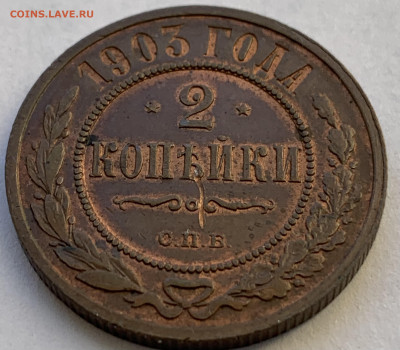 COINS.LAVE.RU
1903 ГОДА
2
КОПѢЙКИ
С.П.Б.